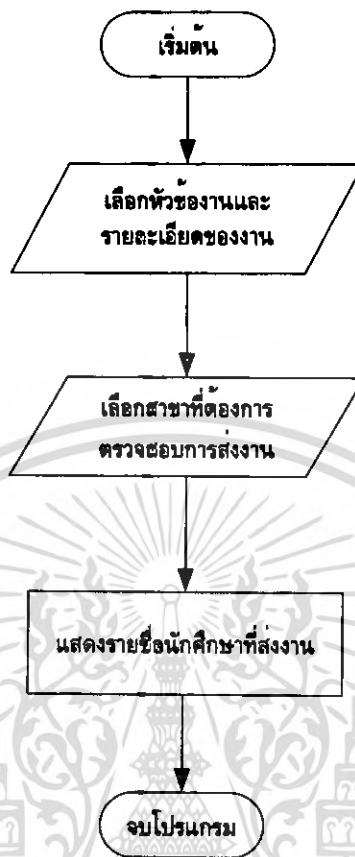 เริ่มต้น
เลือกหัวข้องานและ
รายละเอียดของงาน
เลือกสาขาที่ต้องการ
ตรวจสอบการส่งงาน
แสดงรายชื่อนักศึกษาที่ส่งงาน
จบโปรแกรม